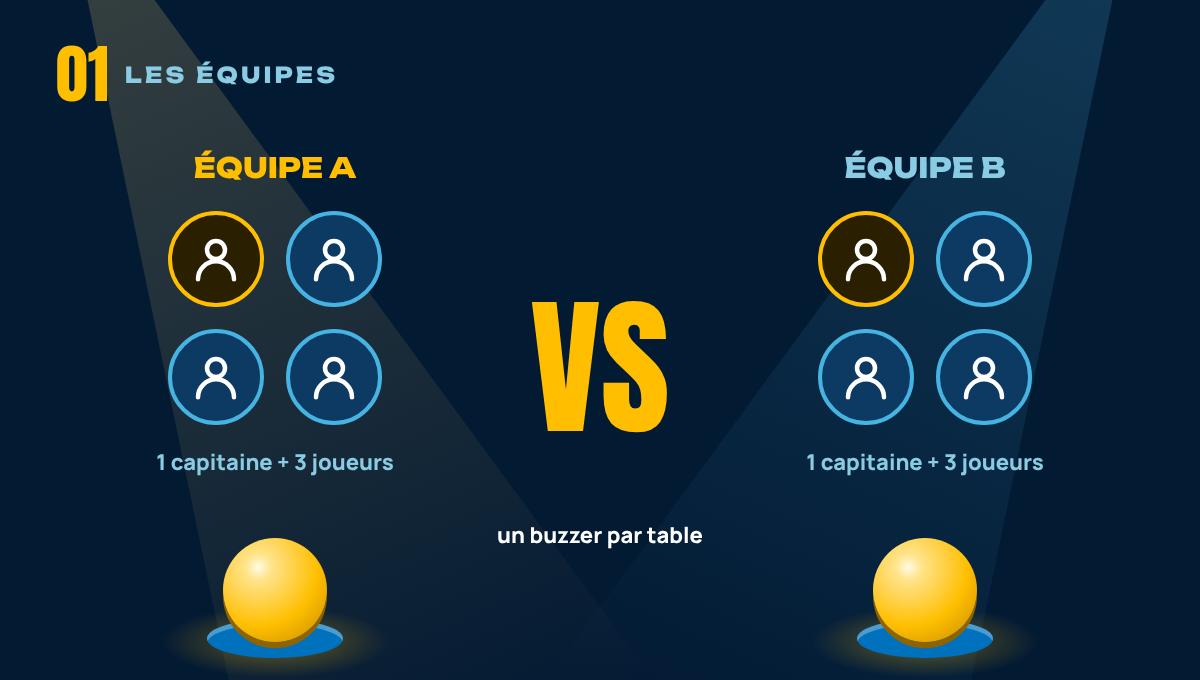 01 LES ÉQUIPES
ÉQUIPE A
ÉQUIPE B
VS
1 capitaine + 3 joueurs
1 capitaine + 3 joueurs
un buzzer par table